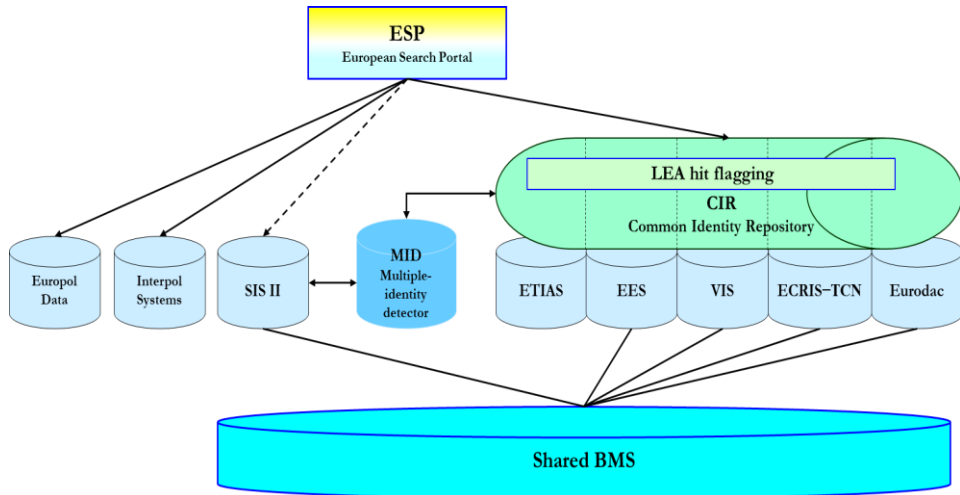 ESP
European Search Portal
LEA hit flagging
CIR
Common Identity Repository
Europol
Data
Interpol
Systems
SIS II
MID
Multiple-
identity
detector
ETIAS
EES
VIS
ECRIS–TCN
Eurodac
Shared BMS